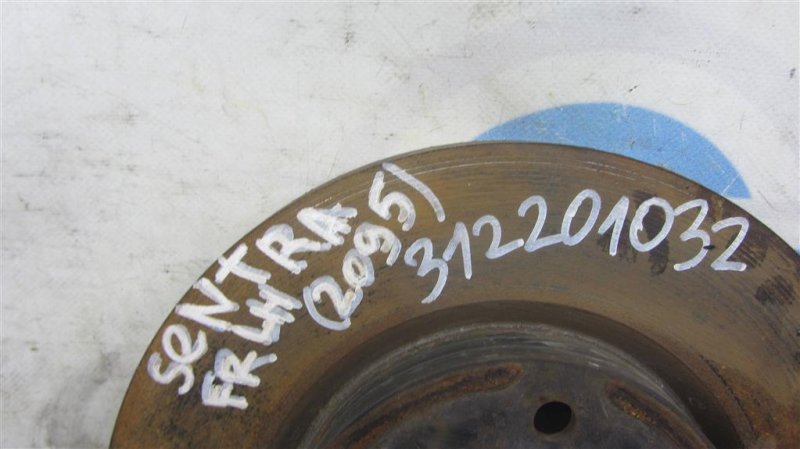 SeNTRA
FR LH (2095)
312201032